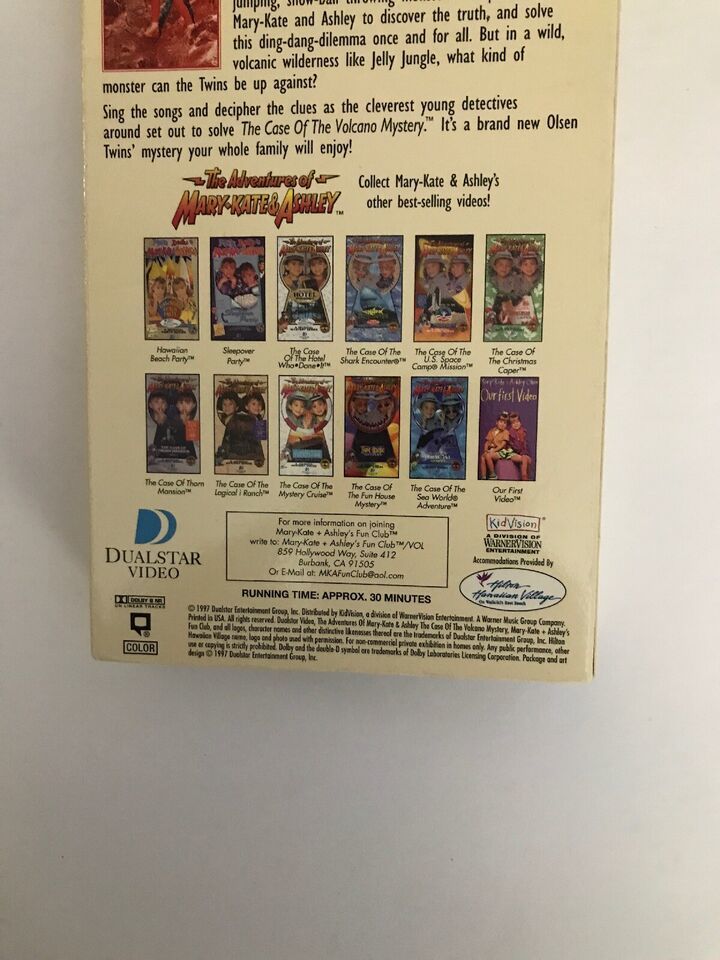 Mary-Kate and Ashley to discover the truth, and solve
this ding-dang-dilemma once and for all. But in a wild,
volcanic wilderness like Jelly Jungle, what kind of
monster can the Twins be up against?
Sing the songs and decipher the clues as the cleverest young detectives
around set out to solve The Case Of The Volcano Mystery.™ It's a brand new Olsen
Twins' mystery your whole family will enjoy!
The Adventures of
MARY-KATE & ASHLEY™
Collect Mary-Kate & Ashley's
other best-selling videos!
Hawaiian
Beach Party™
Sleepover
Party™
The Case
Of The Hotel
Who•Done•It™
The Case Of The
Shark Encounter®™
The Case Of The
U.S. Space
Camp® Mission™
The Case Of
The Christmas
Caper™
Our first Video
The Case Of Thorn
Mansion™
The Case Of The
Logical i Ranch™
The Case Of The
Mystery Cruise™
The Case Of
The Fun House
Mystery™
The Case Of The
Sea World®
Adventure™
Our First
Video™
DUALSTAR
VIDEO
For more information on joining
Mary-Kate + Ashley's Fun Club™
write to: Mary-Kate + Ashley's Fun Club™/VOL
859 Hollywood Way, Suite 412
Burbank, CA 91505
Or E-Mail at: MKAFunClub@aol.com
KidVision
A DIVISION OF
WARNERVISION
ENTERTAINMENT
Accommodations Provided By
Hilton
Hawaiian Village
On Waikiki's Best Beach
RUNNING TIME: APPROX. 30 MINUTES
DOLBY B NR
ON LINEAR TRACKS
COLOR
© 1997 Dualstar Entertainment Group, Inc. Distributed by KidVision, a division of WarnerVision Entertainment. A Warner Music Group Company.
Printed in USA. All rights reserved. Dualstar Video, The Adventures Of Mary-Kate & Ashley The Case Of The Volcano Mystery, Mary-Kate + Ashley's
Fun Club, and all logos, character names and other distinctive likenesses thereof are the trademarks of Dualstar Entertainment Group, Inc. Hilton
Hawaiian Village name, logo and photo used with permission. For non-commercial private exhibition in homes only. Any public performance, other
use or copying is strictly prohibited. Dolby and the double-D symbol are trademarks of Dolby Laboratories Licensing Corporation. Package and art
design © 1997 Dualstar Entertainment Group, Inc.